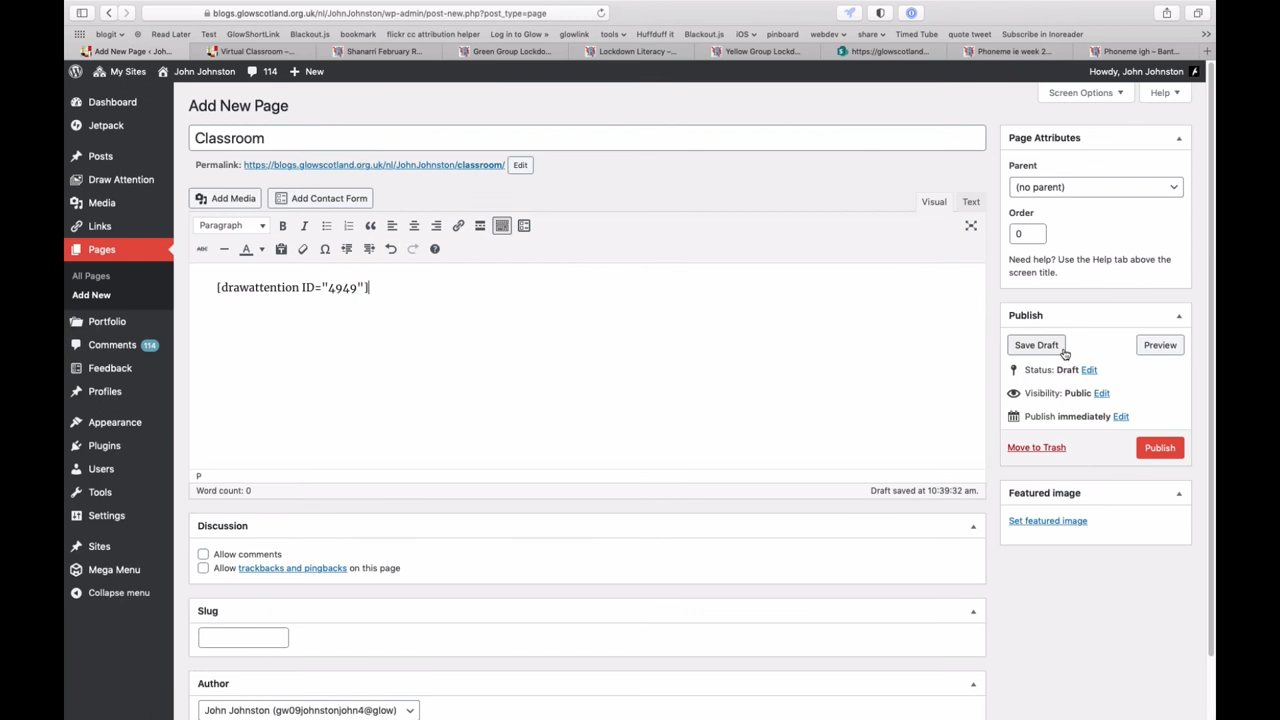 blogs.glowscotland.org.uk/nl/JohnJohnston/wp-admin/post-new.php?post_type=page
blogit Read Later Test GlowShortLink Blackout.js bookmark flickr cc attribution helper Log in to Glow » glowlink tools Huffduff it Blackout.js iOS pinboard webdev share Timed Tube quote tweet Subscribe in Inoreader
Add New Page ‹ Joh... Virtual Classroom –... Shanarri February R... Green Group Lockdo... Lockdown Literacy –... Yellow Group Lockd... https://glowscotland... Phoneme ie week 2... Phoneme igh – Bant...
My Sites John Johnston 114 New Howdy, John Johnston
Screen Options Help
Dashboard
Jetpack
Posts
Draw Attention
Media
Links
Pages
All Pages
Add New
Portfolio
Comments 114
Feedback
Profiles
Appearance
Plugins
Users
Tools
Settings
Sites
Mega Menu
Collapse menu
Add New Page
Classroom
Permalink: https://blogs.glowscotland.org.uk/nl/JohnJohnston/classroom/ Edit
Add Media Add Contact Form
Visual Text
Paragraph B I
ABC A
[drawattention ID="4949"]
P
Word count: 0 Draft saved at 10:39:32 am.
Discussion
Allow comments
Allow trackbacks and pingbacks on this page
Slug
Author
John Johnston (gw09johnstonjohn4@glow)
Page Attributes
Parent
(no parent)
Order
0
Need help? Use the Help tab above the
screen title.
Publish
Save Draft Preview
Status: Draft Edit
Visibility: Public Edit
Publish immediately Edit
Move to Trash Publish
Featured image
Set featured image